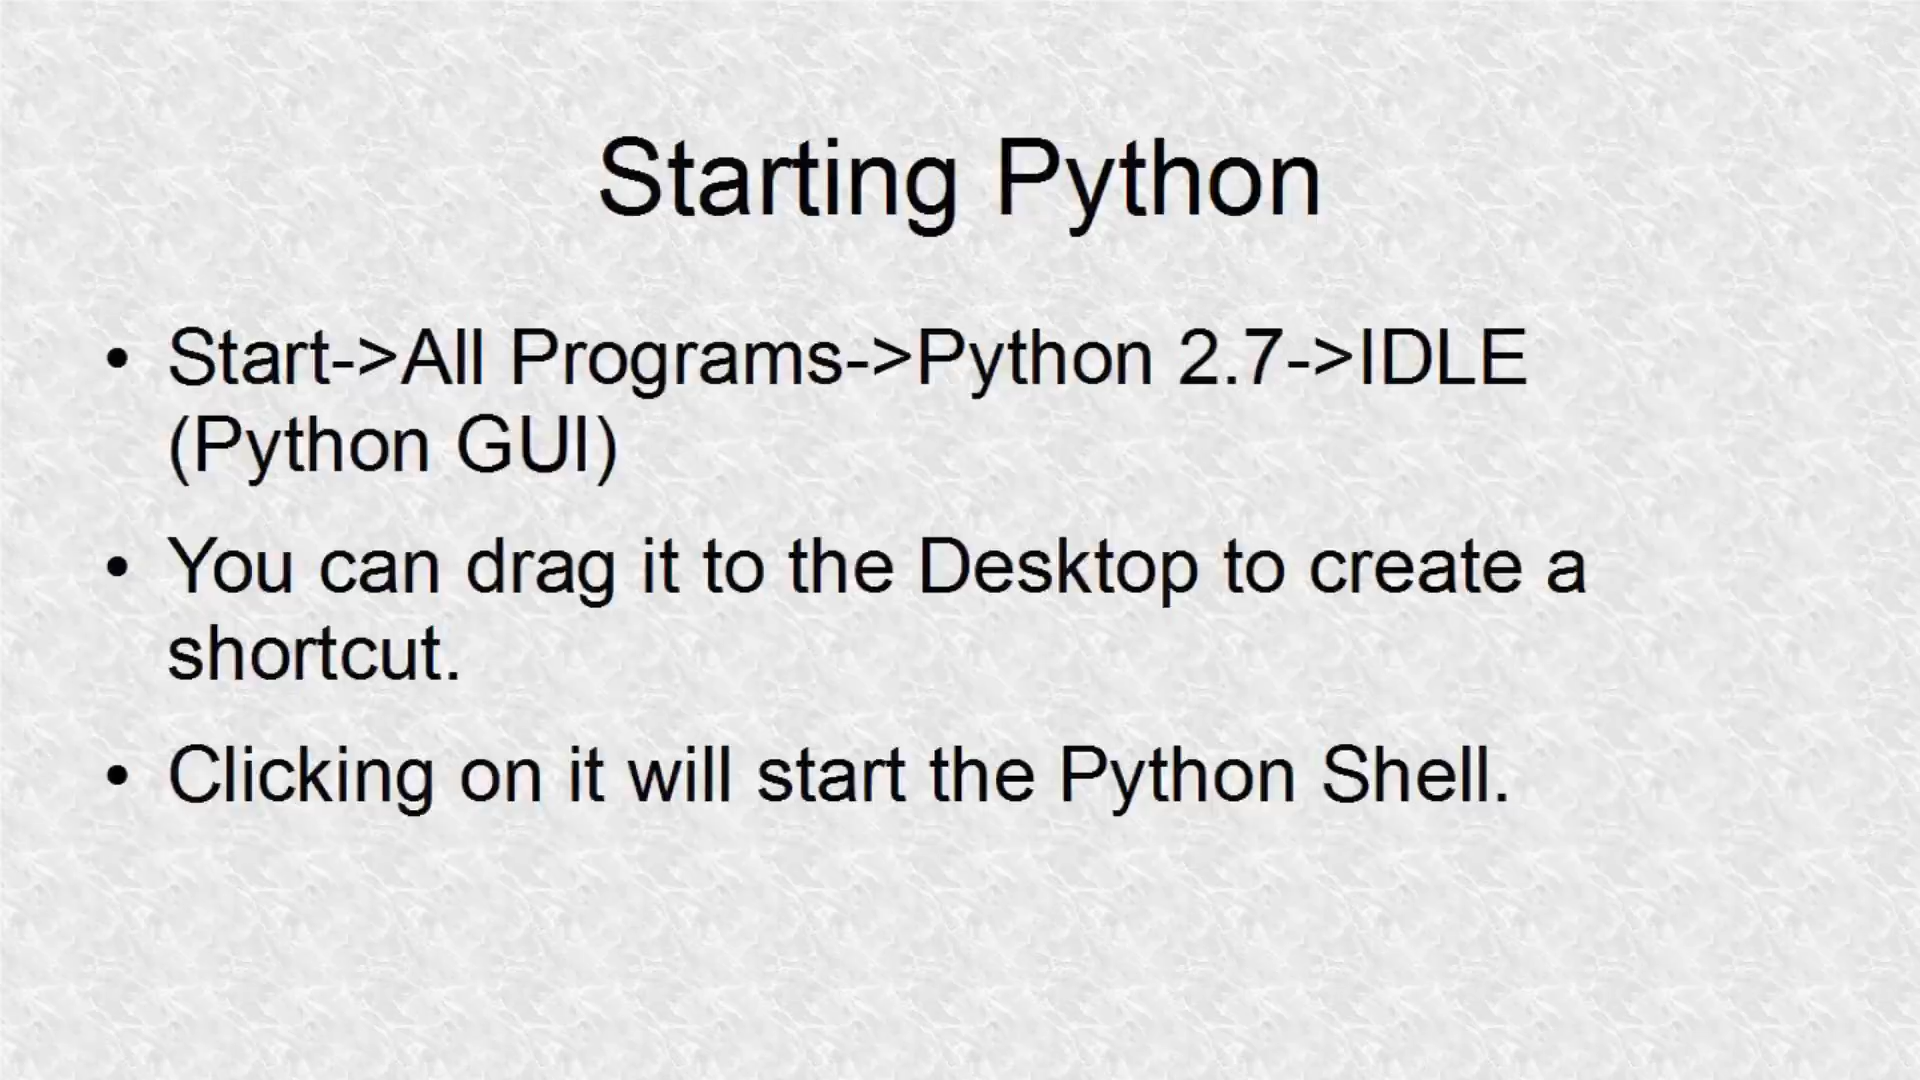 Starting Python
• Start->All Programs->Python 2.7->IDLE
(Python GUI)
• You can drag it to the Desktop to create a
shortcut.
• Clicking on it will start the Python Shell.